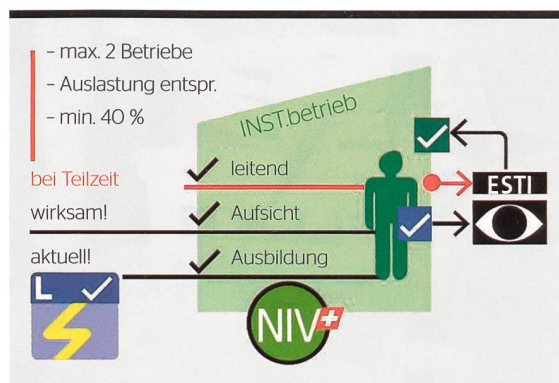 – max. 2 Betriebe
– Auslastung entspr.
– min. 40 %
INST.betrieb
bei Teilzeit
leitend
ESTI
wirksam!
Aufsicht
aktuell!
Ausbildung
L
NIV+